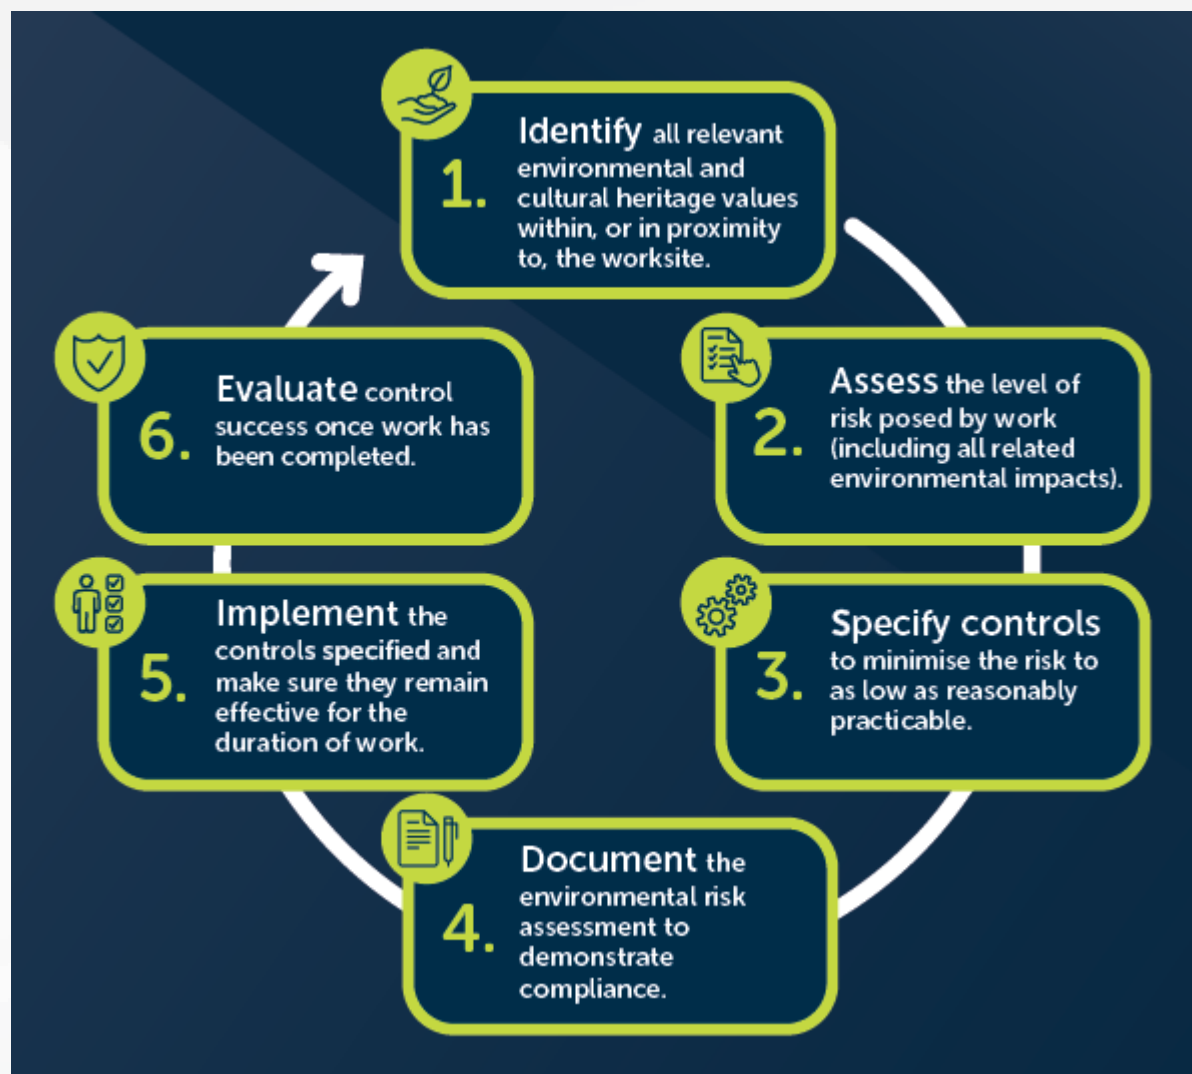 1.
Identify all relevant
environmental and
cultural heritage values
within, or in proximity
to, the worksite.
2.
Assess the level of
risk posed by work
(including all related
environmental impacts).
3.
Specify controls
to minimise the risk to
as low as reasonably
practicable.
4.
Document the
environmental risk
assessment to
demonstrate
compliance.
5.
Implement the
controls specified and
make sure they remain
effective for the
duration of work.
6.
Evaluate control
success once work has
been completed.